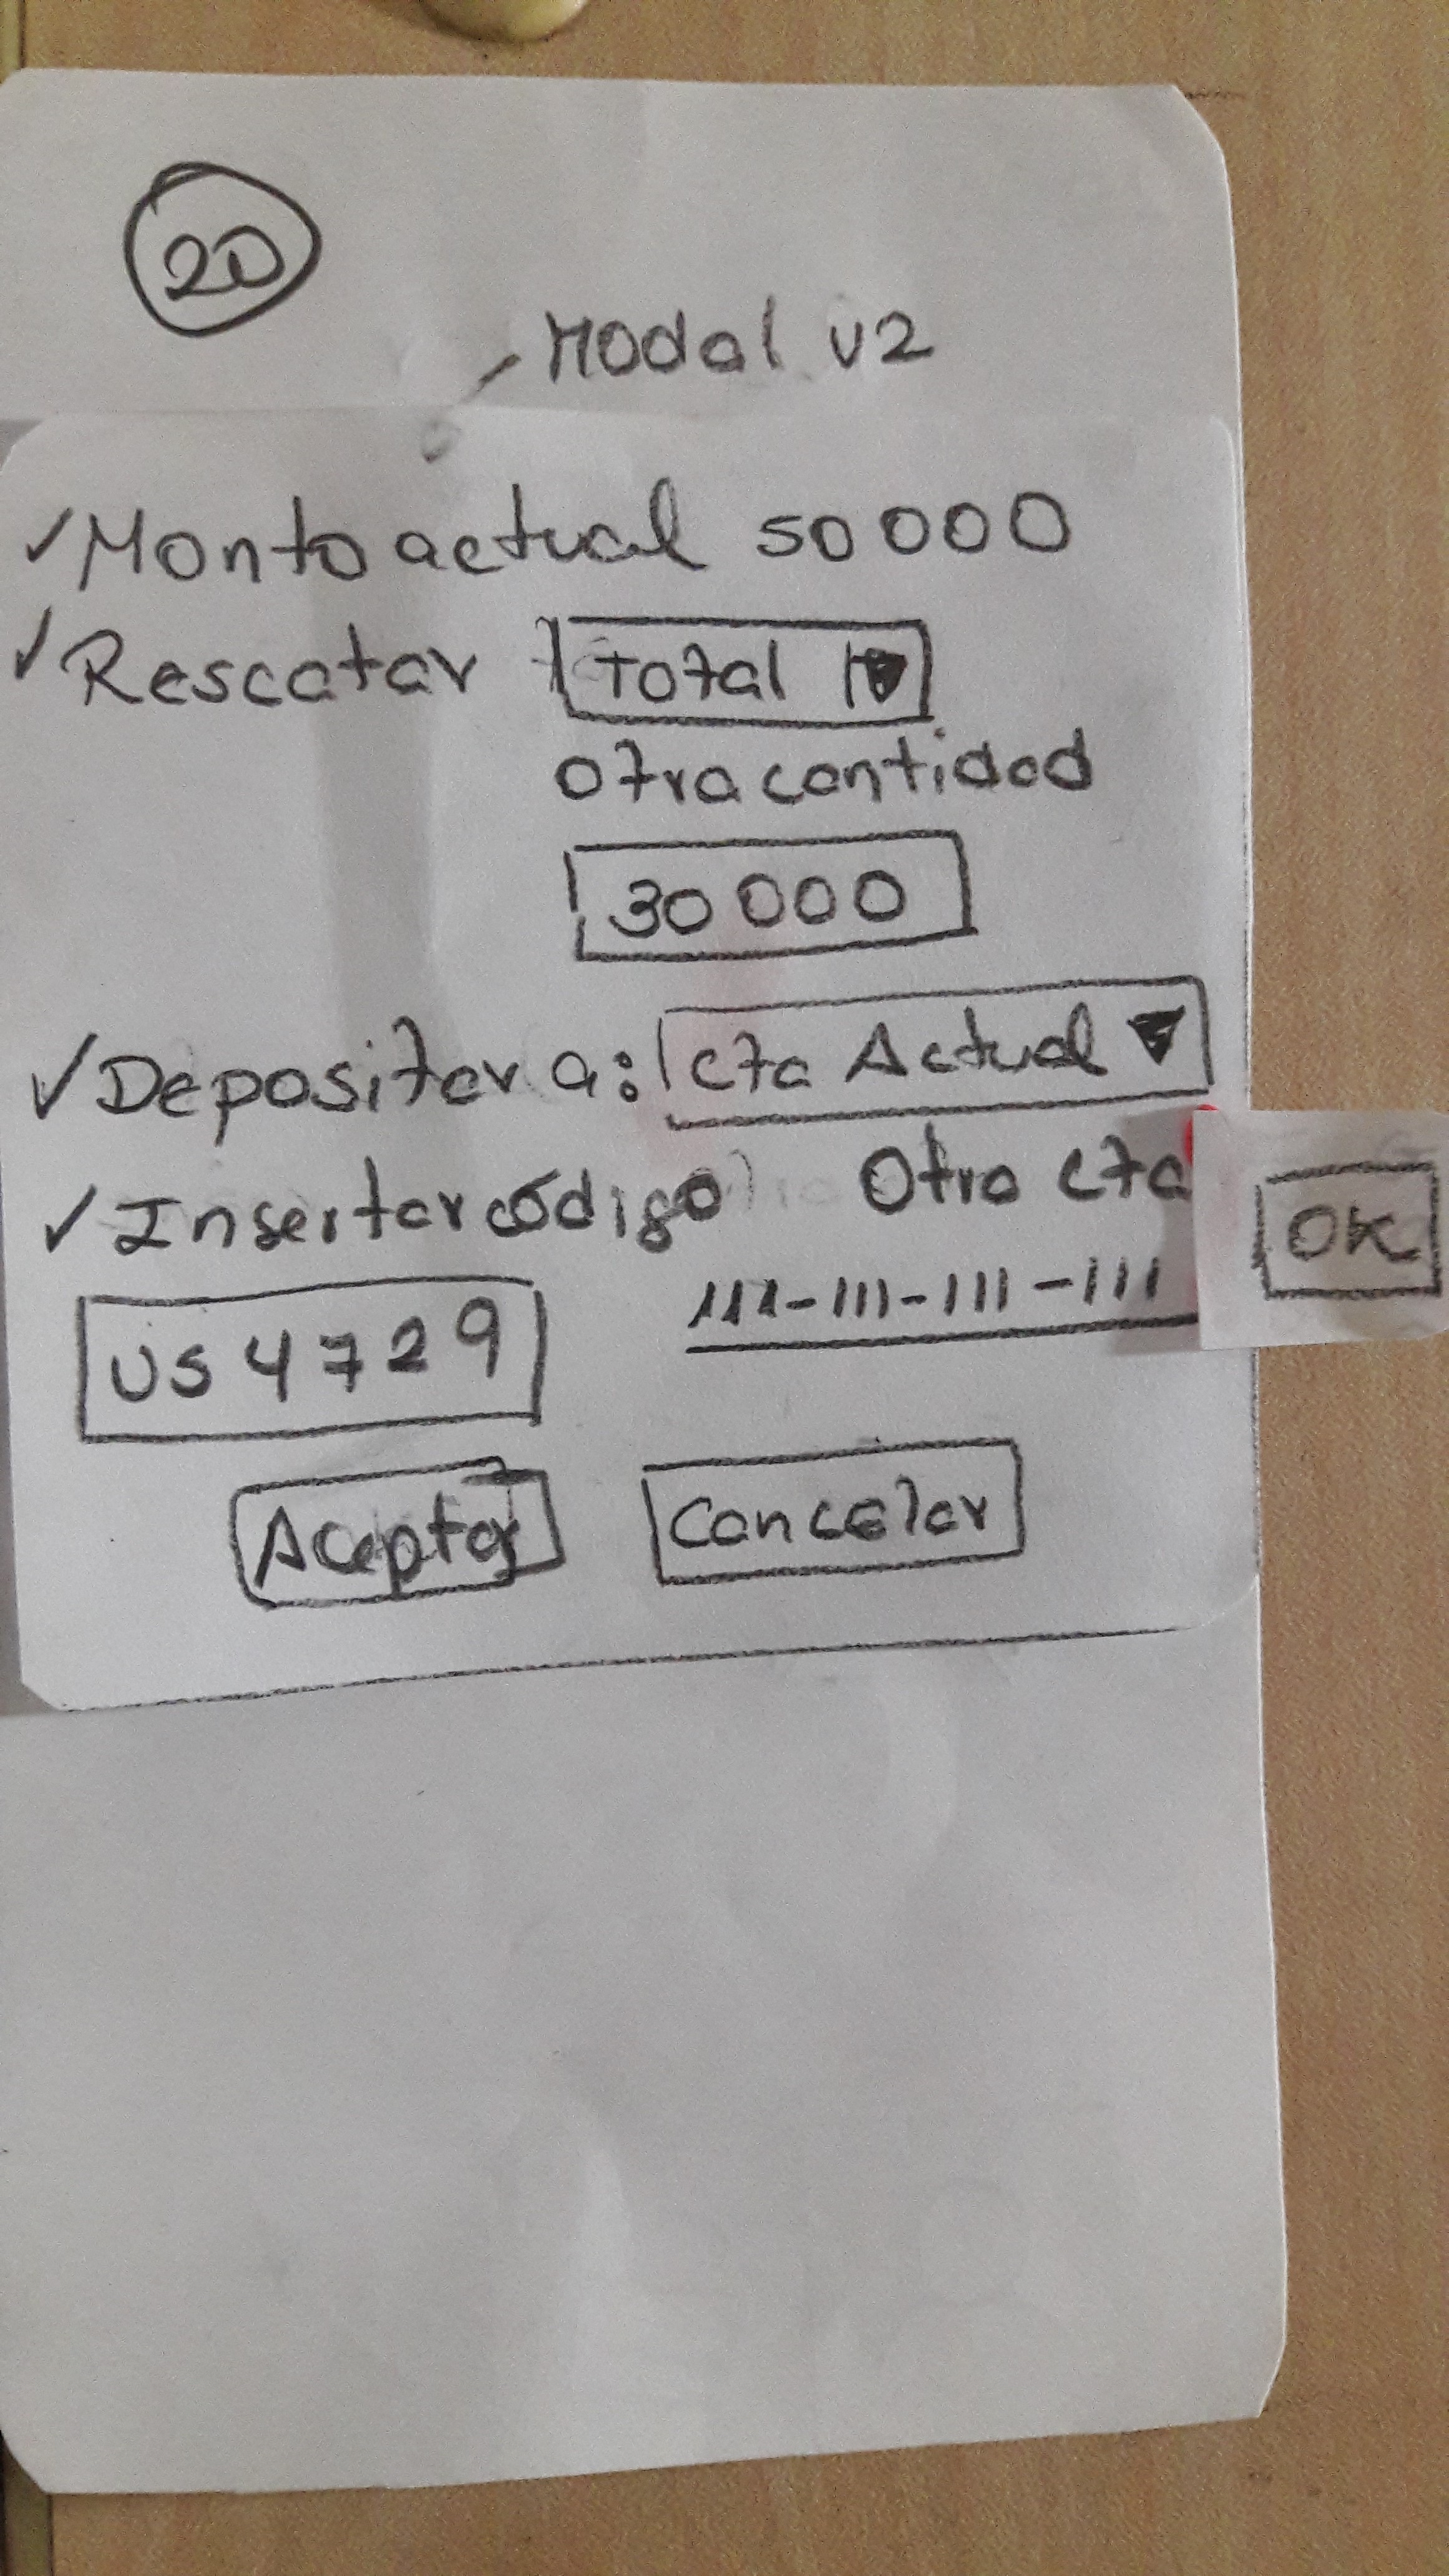 20
Modal v2
✓Monto actual 50 000
✓Rescatar Total ▼
Otra cantidad
30 000
✓Depositar a: Cta Actual ▼
✓Insertar código Otra cta
OK
111-111-111-111
US4729
Aceptar Cancelar